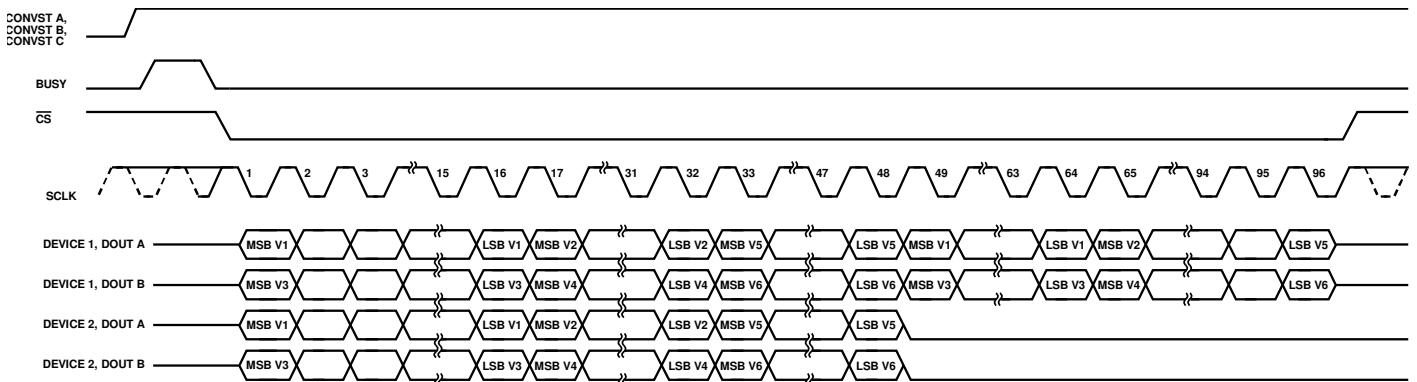 CONVST A,
CONVST B,
CONVST C
BUSY
CS
SCLK
1 2 3 15 16 17 31 32 33 47 48 49 63 64 65 94 95 96
DEVICE 1, DOUT A MSB V1 LSB V1 MSB V2 LSB V2 MSB V5 LSB V5 MSB V1 LSB V1 MSB V2 LSB V5
DEVICE 1, DOUT B MSB V3 LSB V3 MSB V4 LSB V4 MSB V6 LSB V6 MSB V3 LSB V3 MSB V4 LSB V6
DEVICE 2, DOUT A MSB V1 LSB V1 MSB V2 LSB V2 MSB V5 LSB V5
DEVICE 2, DOUT B MSB V3 LSB V3 MSB V4 LSB V4 MSB V6 LSB V6